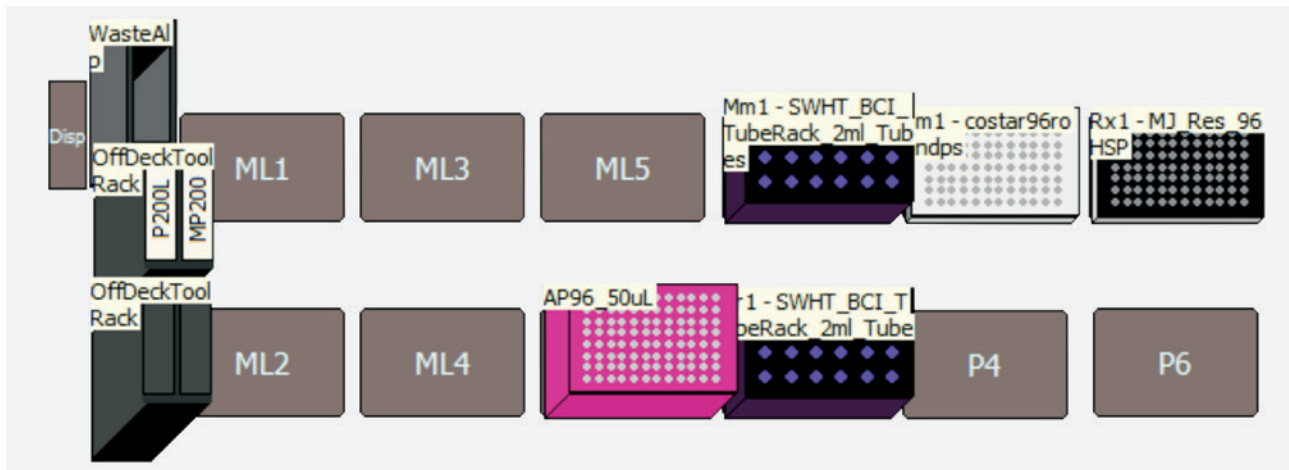 WasteAl
p
Disp
OffDeckTool
Rack
P200L
MP200
ML1
ML3
ML5
Mm1 - SWHT_BCI_
TubeRack_2ml_Tub
es
m1 - costar96ro
ndps
Rx1 - MJ_Res_96
HSP
OffDeckTool
Rack
ML2
ML4
AP96_50uL
r1 - SWHT_BCI_T
beRack_2ml_Tube
P4
P6